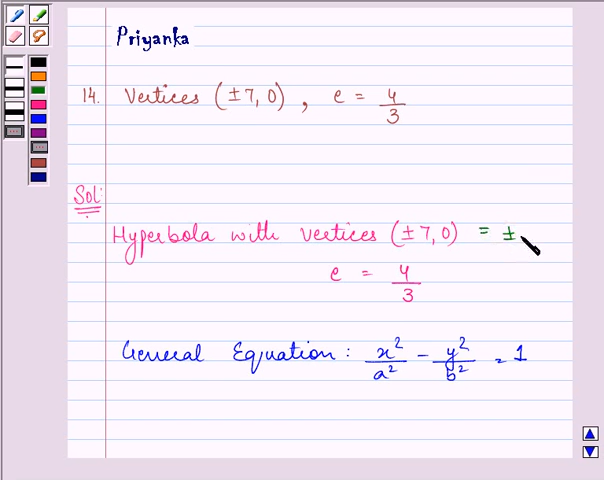 Priyanka
14. Vertices (±7, 0), e = 4/3
Sol:
Hyperbola with vertices (±7, 0) = ±
e = 4/3
General Equation: x²/a² - y²/b² = 1